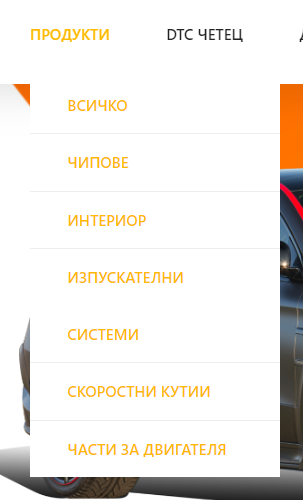 ПРОДУКТИ DTC ЧЕТЕЦ
ВСИЧКО
ЧИПОВЕ
ИНТЕРИОР
ИЗПУСКАТЕЛНИ
СИСТЕМИ
СКОРОСТНИ КУТИИ
ЧАСТИ ЗА ДВИГАТЕЛЯ